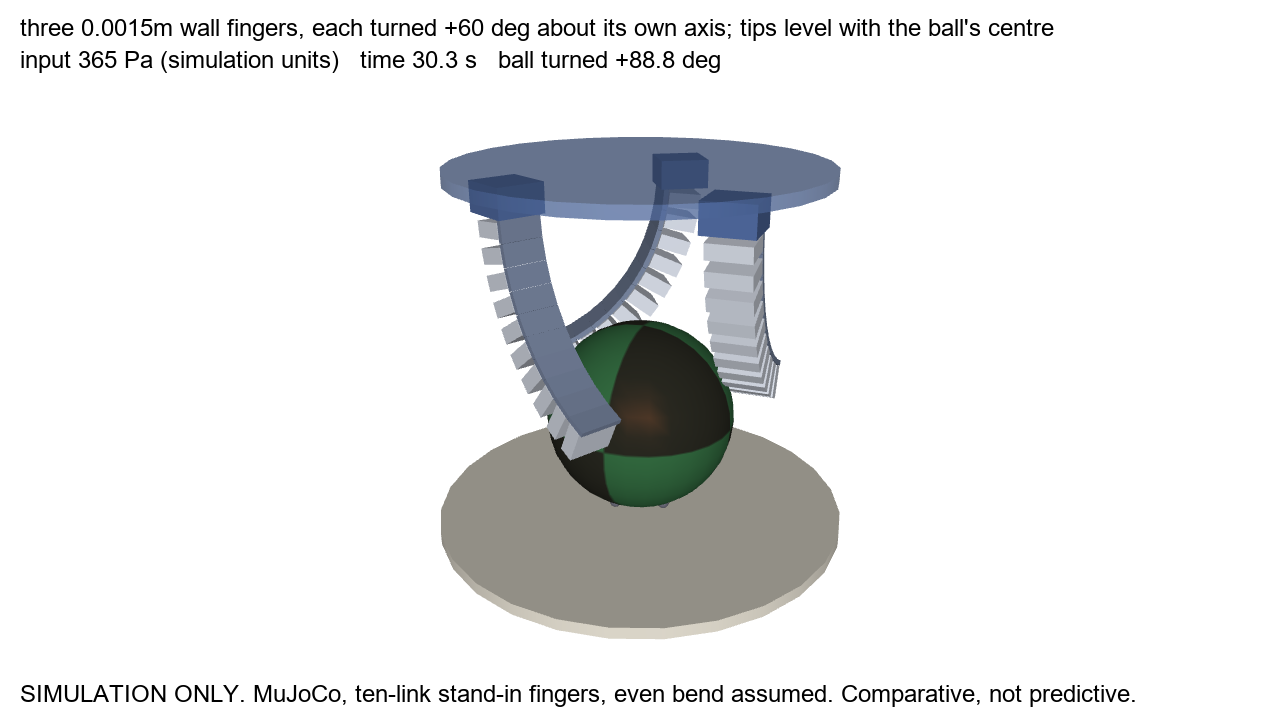 three 0.0015m wall fingers, each turned +60 deg about its own axis; tips level with the ball's centre
input 365 Pa (simulation units)   time 30.3 s   ball turned +88.8 deg
SIMULATION ONLY. MuJoCo, ten-link stand-in fingers, even bend assumed. Comparative, not predictive.